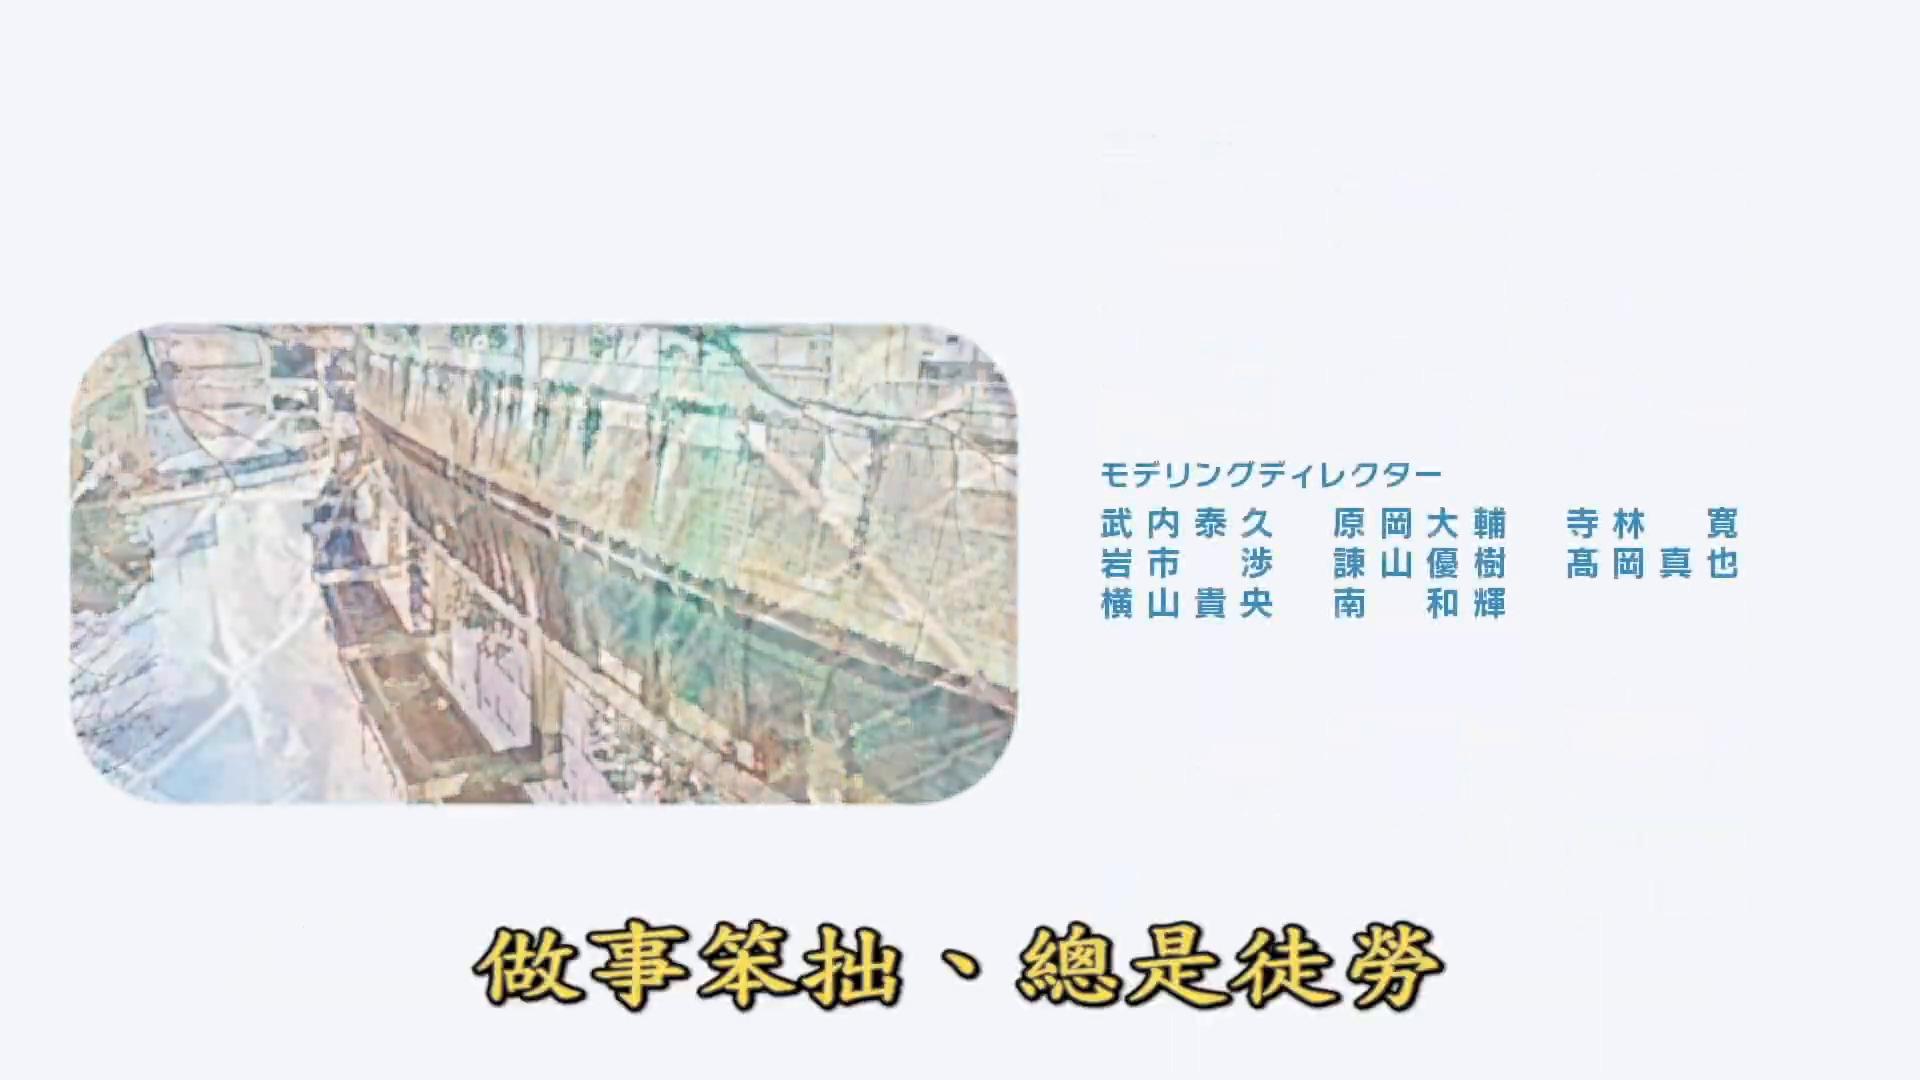 モデリングディレクター
武内泰久　原岡大輔　寺林　寛
岩市　渉　諌山優樹　髙岡真也
横山貴央　南　和輝
做事笨拙、總是徒勞